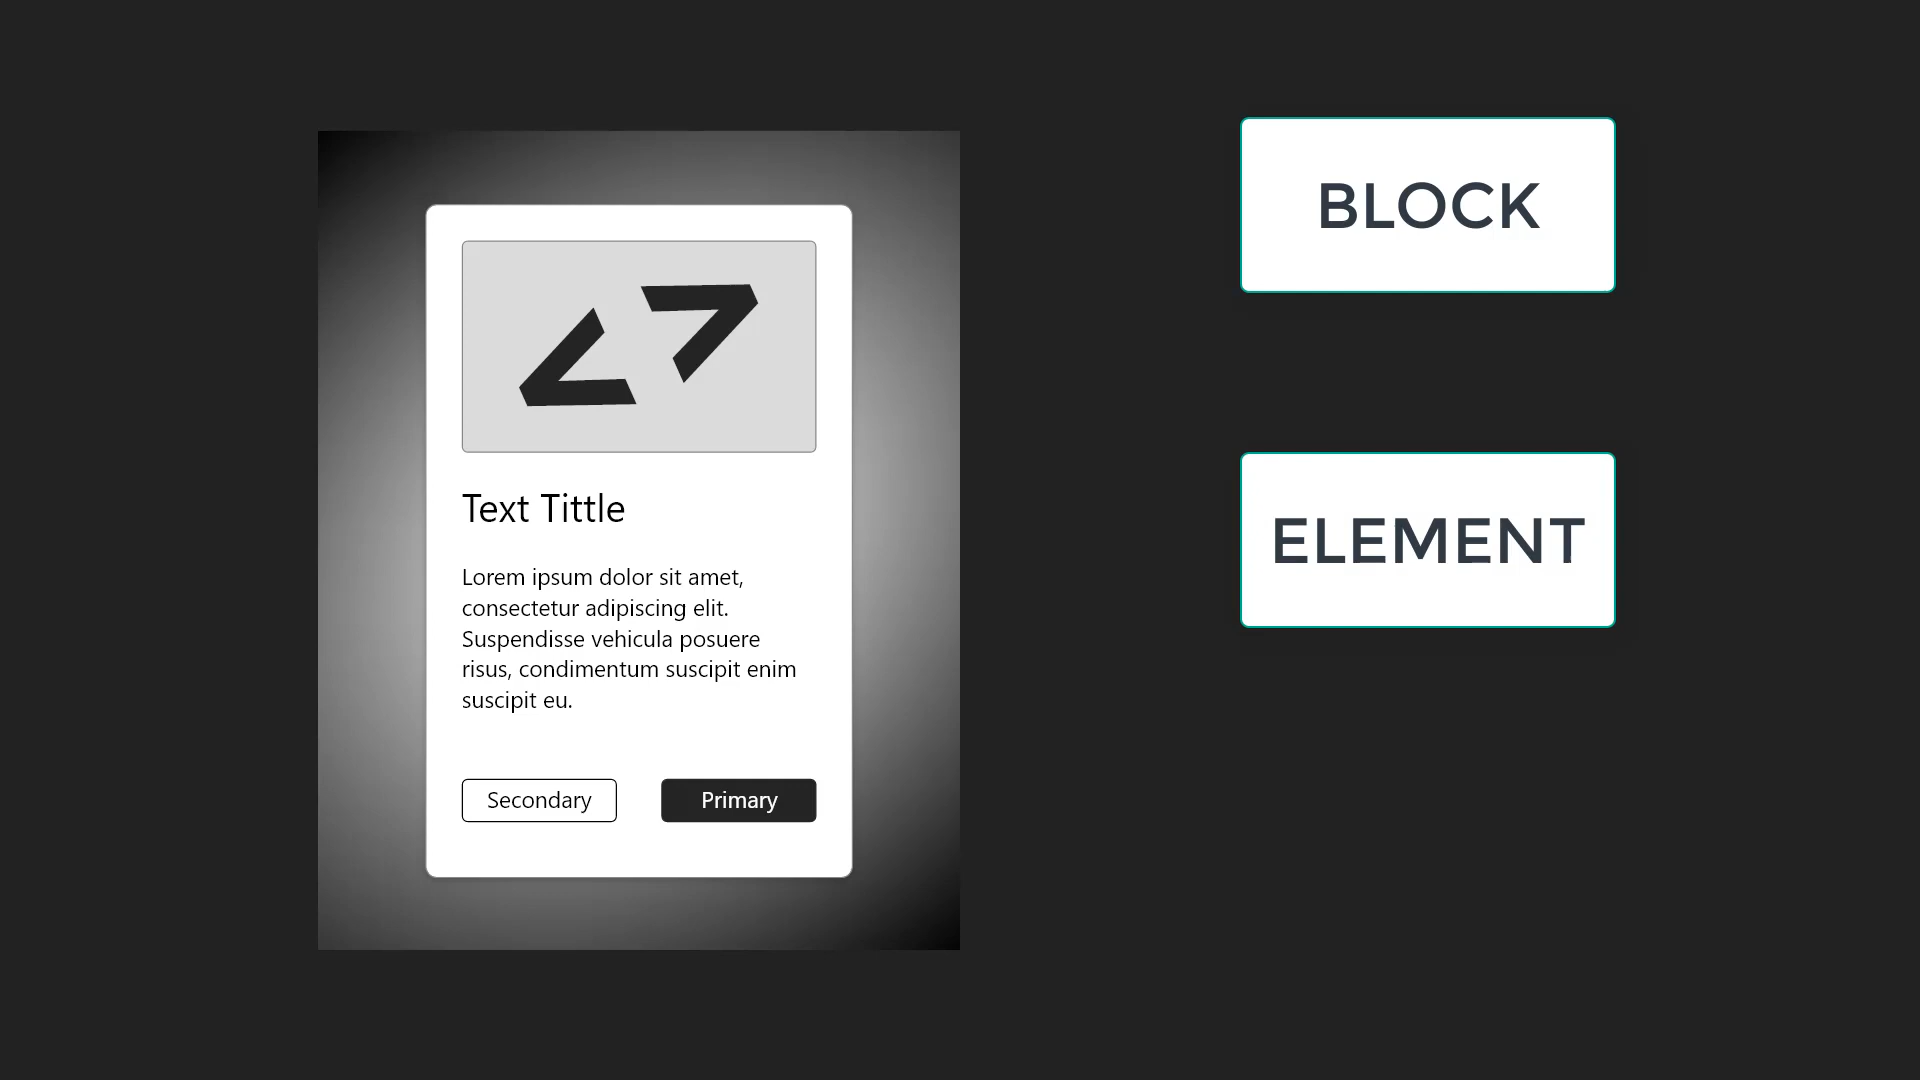 Text Tittle
Lorem ipsum dolor sit amet,
consectetur adipiscing elit.
Suspendisse vehicula posuere
risus, condimentum suscipit enim
suscipit eu.
Secondary
Primary
BLOCK
ELEMENT